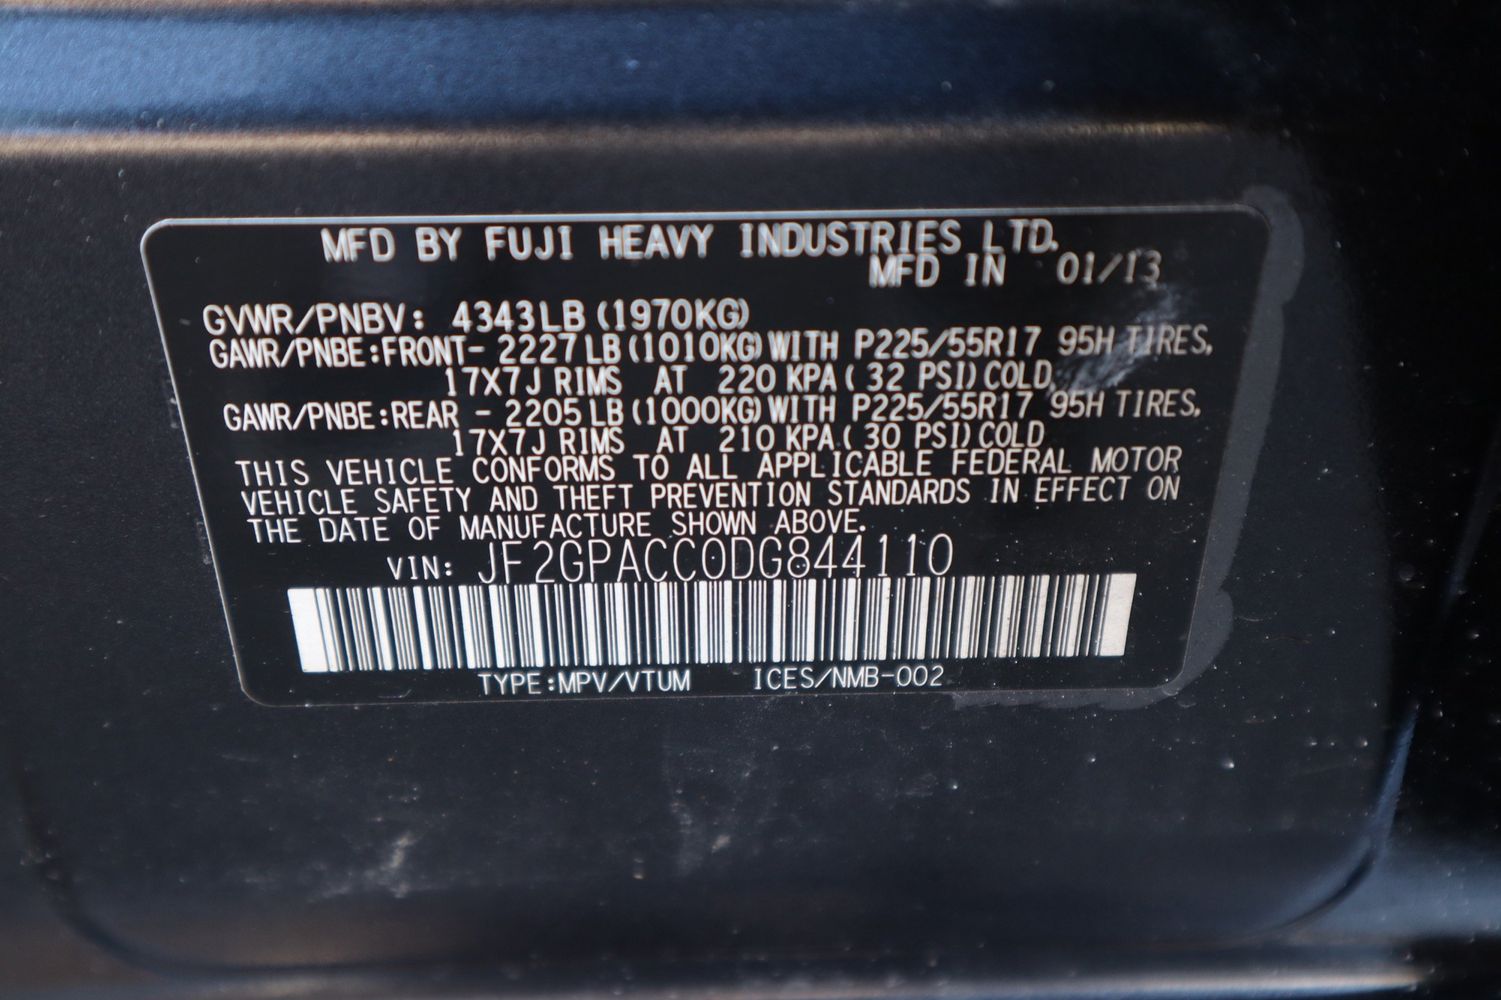 MFD BY FUJI HEAVY INDUSTRIES LTD.
MFD IN 01/13
GVWR/PNBV: 4343LB (1970KG)
GAWR/PNBE:FRONT- 2227LB(1010KG)WITH P225/55R17 95H TIRES,
17X7J RIMS AT 220 KPA( 32 PSI)COLD,
GAWR/PNBE:REAR - 2205LB(1000KG)WITH P225/55R17 95H TIRES,
17X7J RIMS AT 210 KPA( 30 PSI)COLD
THIS VEHICLE CONFORMS TO ALL APPLICABLE FEDERAL MOTOR
VEHICLE SAFETY AND THEFT PREVENTION STANDARDS IN EFFECT ON
THE DATE OF MANUFACTURE SHOWN ABOVE.
VIN: JF2GPACC0DG844110
TYPE:MPV/VTUM ICES/NMB-002